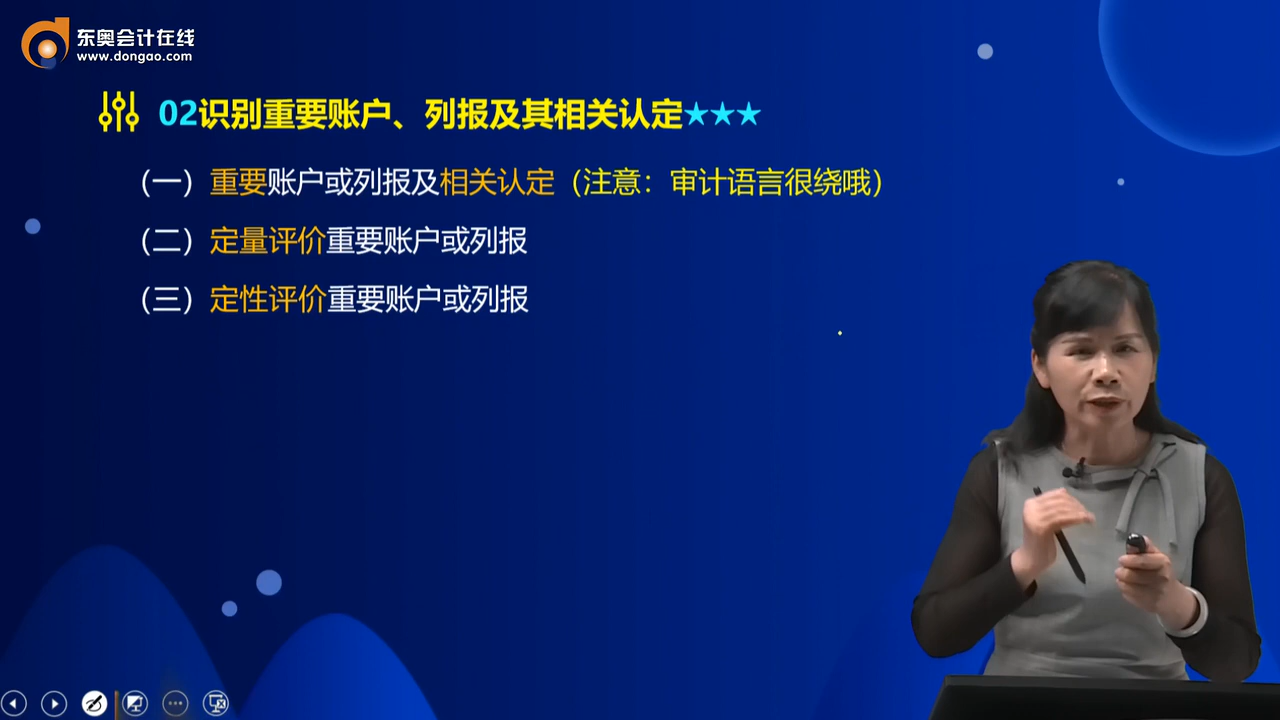 东奥会计在线
www.dongao.com
02识别重要账户、列报及其相关认定★★★
（一）重要账户或列报及相关认定（注意：审计语言很绕哦）
（二）定量评价重要账户或列报
（三）定性评价重要账户或列报